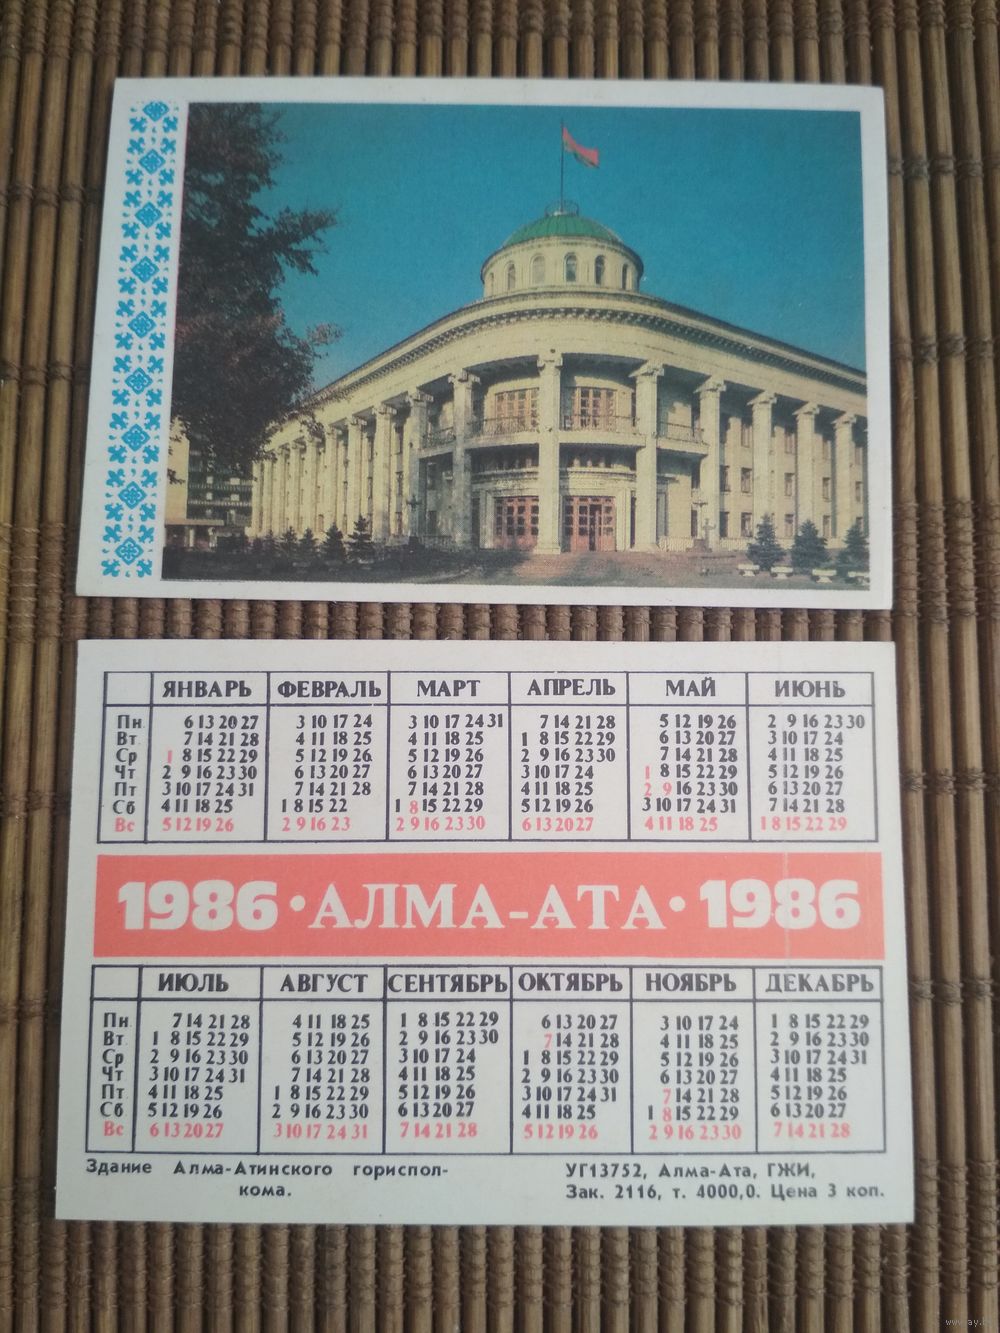 ЯНВАРЬ ФЕВРАЛЬ МАРТ АПРЕЛЬ МАЙ ИЮНЬ
Пн 6 13 20 27 3 10 17 24 3 10 17 24 31 7 14 21 28 5 12 19 26 2 9 16 23 30
Вт 7 14 21 28 4 11 18 25 4 11 18 25 1 8 15 22 29 6 13 20 27 3 10 17 24
Ср 1 8 15 22 29 5 12 19 26 5 12 19 26 2 9 16 23 30 7 14 21 28 4 11 18 25
Чт 2 9 16 23 30 6 13 20 27 6 13 20 27 3 10 17 24 1 8 15 22 29 5 12 19 26
Пт 3 10 17 24 31 7 14 21 28 7 14 21 28 4 11 18 25 2 9 16 23 30 6 13 20 27
Сб 4 11 18 25 1 8 15 22 1 8 15 22 29 5 12 19 26 3 10 17 24 31 7 14 21 28
Вс 5 12 19 26 2 9 16 23 2 9 16 23 30 6 13 20 27 4 11 18 25 1 8 15 22 29
1986 · АЛМА-АТА · 1986
ИЮЛЬ АВГУСТ СЕНТЯБРЬ ОКТЯБРЬ НОЯБРЬ ДЕКАБРЬ
Пн 7 14 21 28 4 11 18 25 1 8 15 22 29 6 13 20 27 3 10 17 24 1 8 15 22 29
Вт 1 8 15 22 29 5 12 19 26 2 9 16 23 30 7 14 21 28 4 11 18 25 2 9 16 23 30
Ср 2 9 16 23 30 6 13 20 27 3 10 17 24 1 8 15 22 29 5 12 19 26 3 10 17 24 31
Чт 3 10 17 24 31 7 14 21 28 4 11 18 25 2 9 16 23 30 6 13 20 27 4 11 18 25
Пт 4 11 18 25 1 8 15 22 29 5 12 19 26 3 10 17 24 31 7 14 21 28 5 12 19 26
Сб 5 12 19 26 2 9 16 23 30 6 13 20 27 4 11 18 25 1 8 15 22 29 6 13 20 27
Вс 6 13 20 27 3 10 17 24 31 7 14 21 28 5 12 19 26 2 9 16 23 30 7 14 21 28
Здание Алма-Атинского горисполкома.
УГ13752, Алма-Ата, ГЖИ,
Зак. 2116, т. 4000,0. Цена 3 коп.